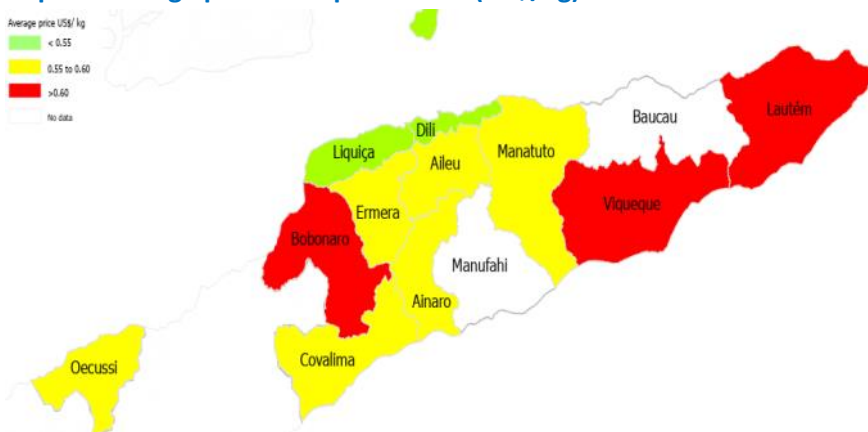 Average price US$/ kg
< 0.55
0.55 to 0.60
>0.60
No data
Baucau
Lautém
Dili
Liquiça
Aileu
Manatuto
Viqueque
Ermera
Bobonaro
Manufahi
Ainaro
Covalima
Oecussi